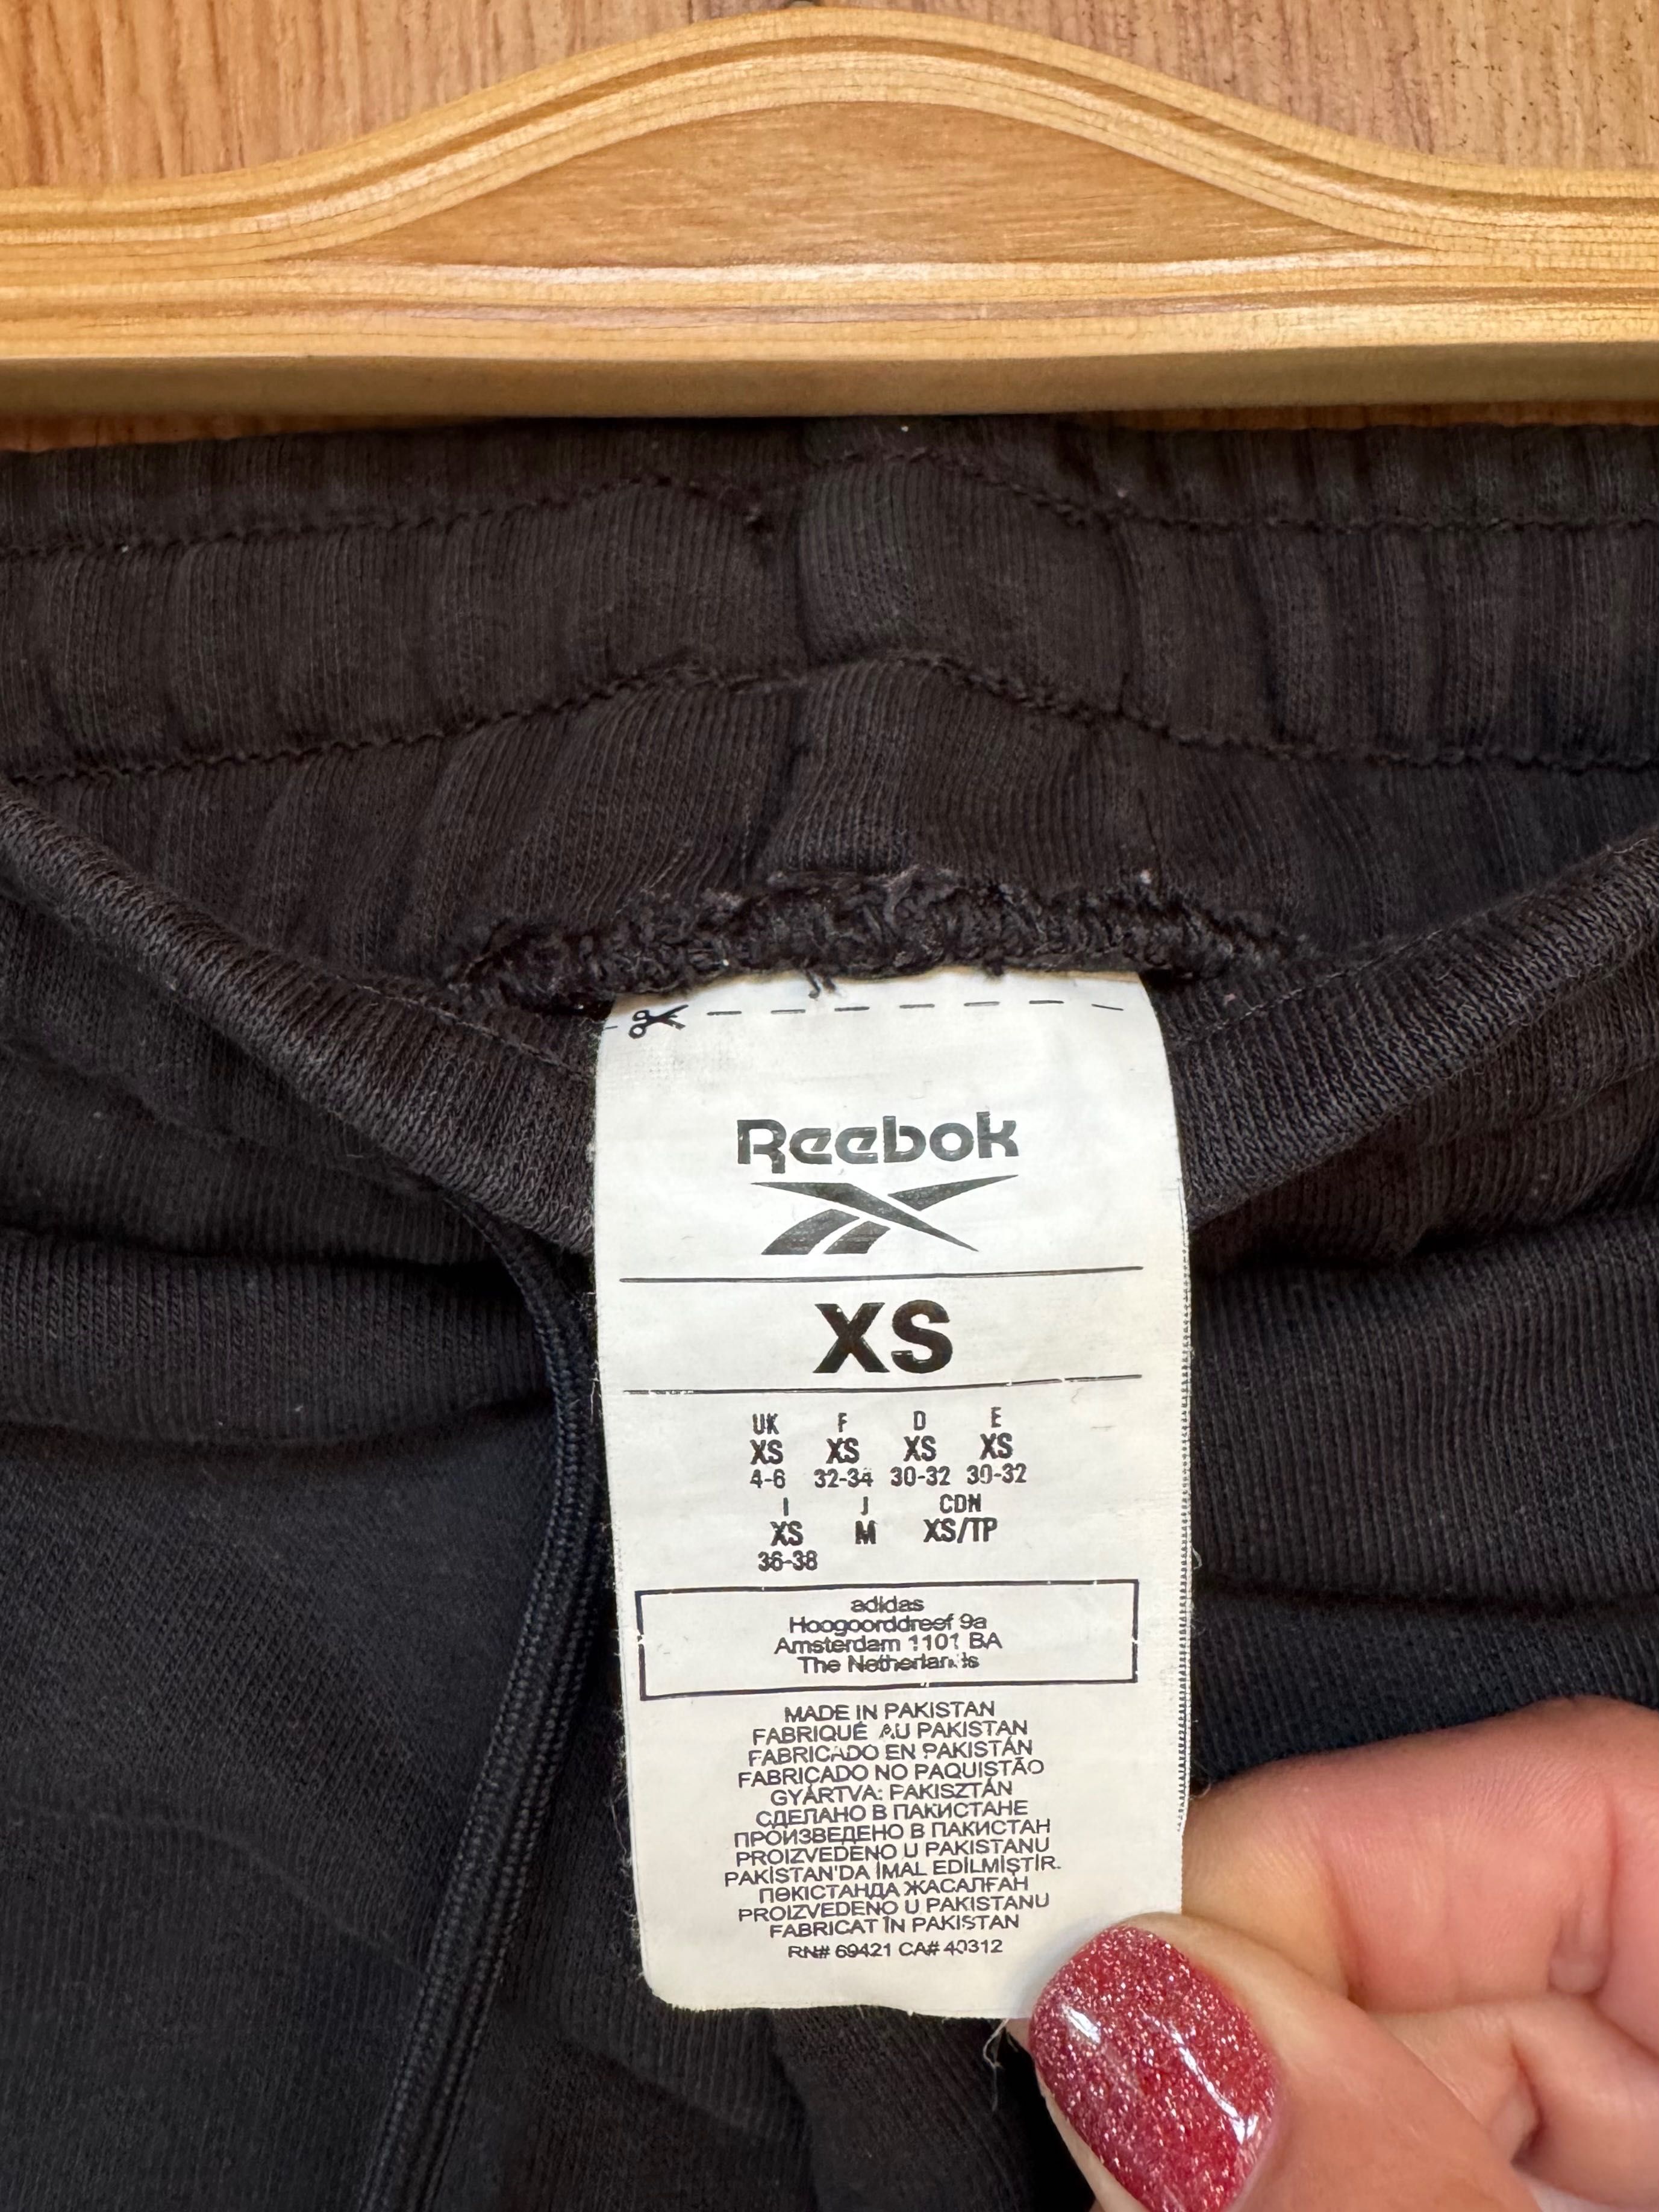 Reebok
XS
UK F D E
XS XS XS XS
4-6 32-34 30-32 30-32
I J CDN
XS M XS/TP
36-38
adidas
Hoogoorddreef 9a
Amsterdam 1101 BA
The Netherlands
MADE IN PAKISTAN
FABRIQUÉ AU PAKISTAN
FABRICADO EN PAKISTÁN
FABRICADO NO PAQUISTÃO
GYÁRTVA: PAKISZTÁN
СДЕЛАНО В ПАКИСТАНЕ
ПРОИЗВЕДЕНО В ПАКИСТАН
PROIZVEDENO U PAKISTANU
PAKİSTAN'DA İMAL EDİLMİŞTİR.
ПӘКІСТАНДА ЖАСАЛҒАН
PROIZVEDENO U PAKISTANU
FABRICAT ÎN PAKISTAN
RN# 69421 CA# 40312